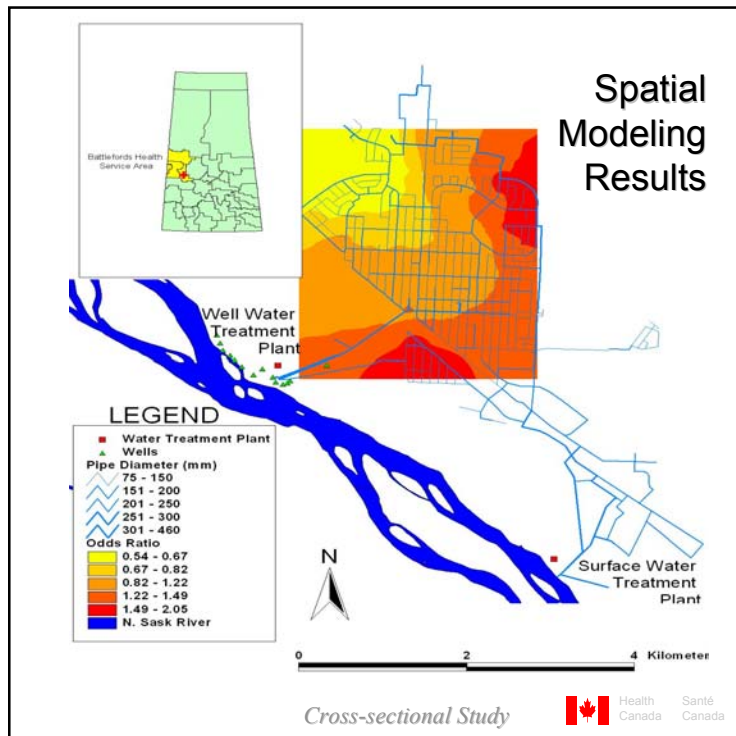 Spatial
Modeling
Results
Battlefords Health
Service Area
Well Water
Treatment
Plant
LEGEND
Water Treatment Plant
Wells
Pipe Diameter (mm)
75 - 150
151 - 200
201 - 250
251 - 300
301 - 460
Odds Ratio
0.54 - 0.67
0.67 - 0.82
0.82 - 1.22
1.22 - 1.49
1.49 - 2.05
N. Sask River
N
Surface Water
Treatment
Plant
0 2 4 Kilometer
Cross-sectional Study
Health Santé
Canada Canada